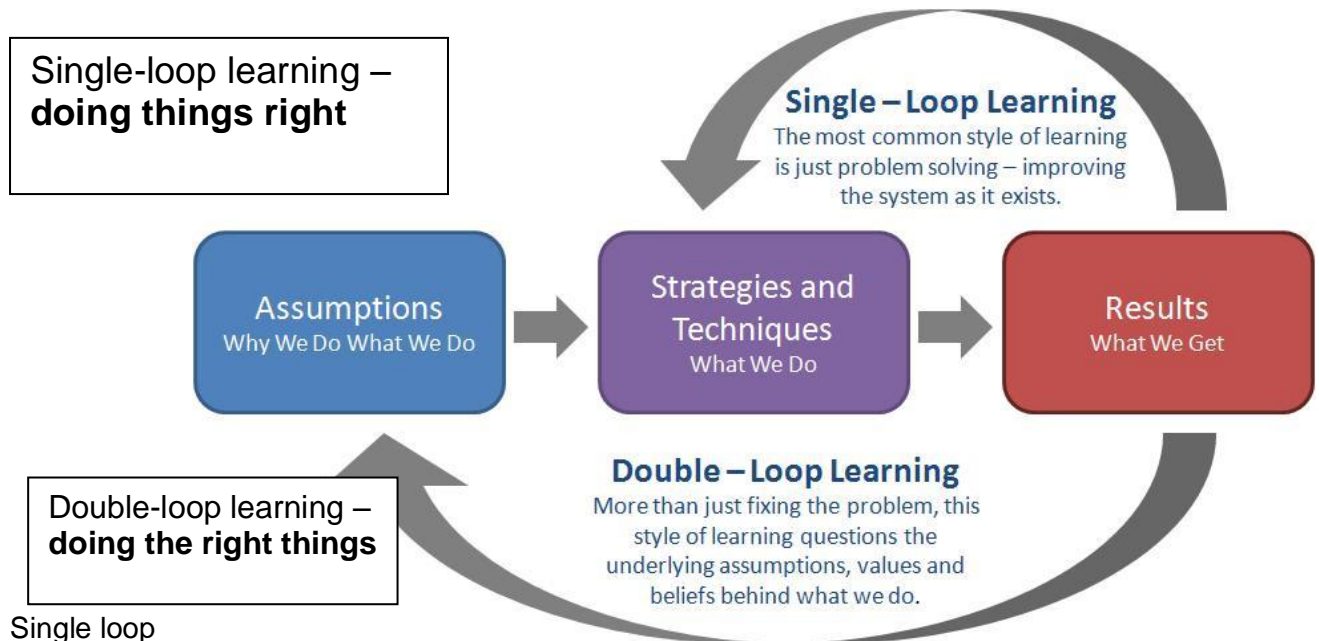 Single-loop learning –
doing things right
Single – Loop Learning
The most common style of learning
is just problem solving – improving
the system as it exists.
Assumptions
Why We Do What We Do
Strategies and
Techniques
What We Do
Results
What We Get
Double-loop learning –
doing the right things
Double – Loop Learning
More than just fixing the problem, this
style of learning questions the
underlying assumptions, values and
beliefs behind what we do.
Single loop